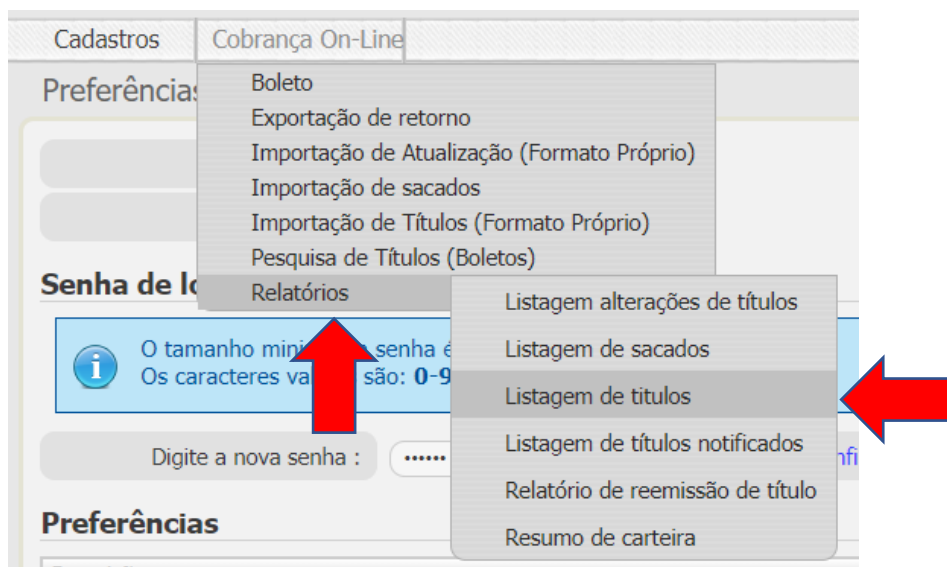 Cadastros
Cobrança On-Line
Preferências
Boleto
Exportação de retorno
Importação de Atualização (Formato Próprio)
Importação de sacados
Importação de Títulos (Formato Próprio)
Pesquisa de Títulos (Boletos)
Relatórios
Listagem alterações de títulos
Listagem de sacados
Listagem de titulos
Listagem de títulos notificados
Relatório de reemissão de título
Resumo de carteira
Senha de lo
O tamanho mini senha é
Os caracteres va são: 0-9
Digite a nova senha : ••••••
nfi
Preferências